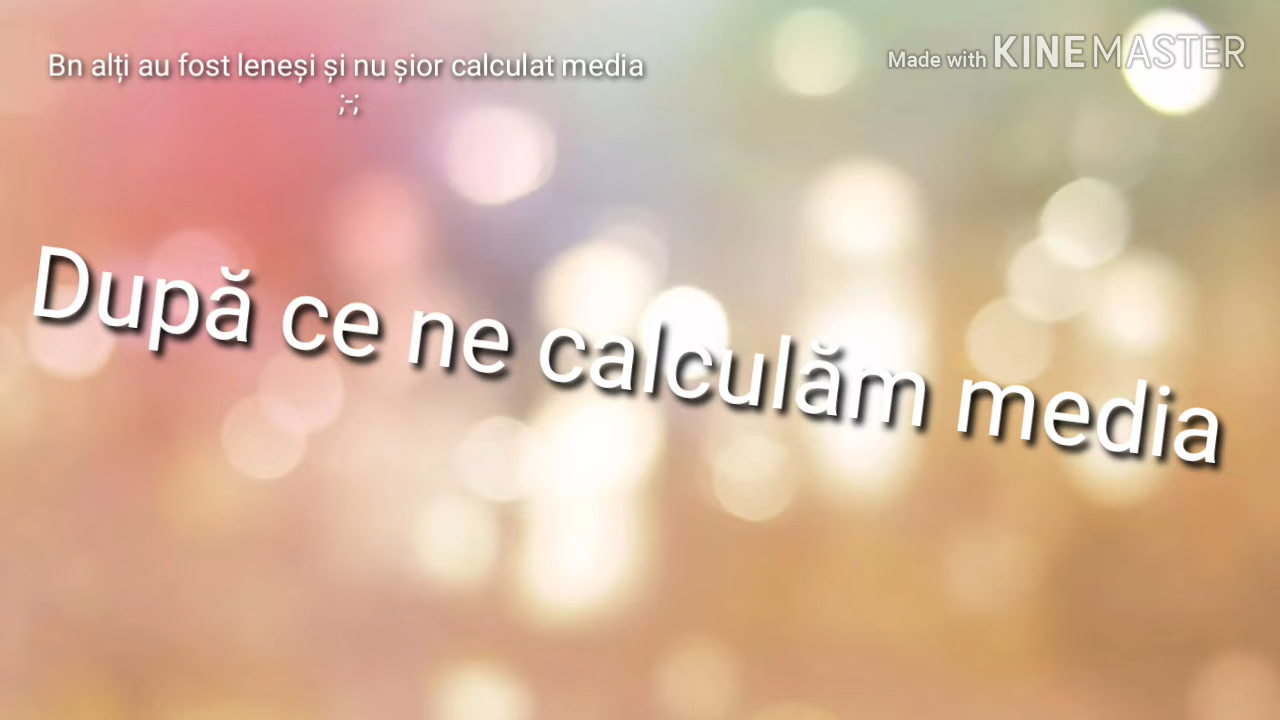 Bn alți au fost leneși și nu șior calculat media
;-;
Made with KINEMASTER
După ce ne calculăm media